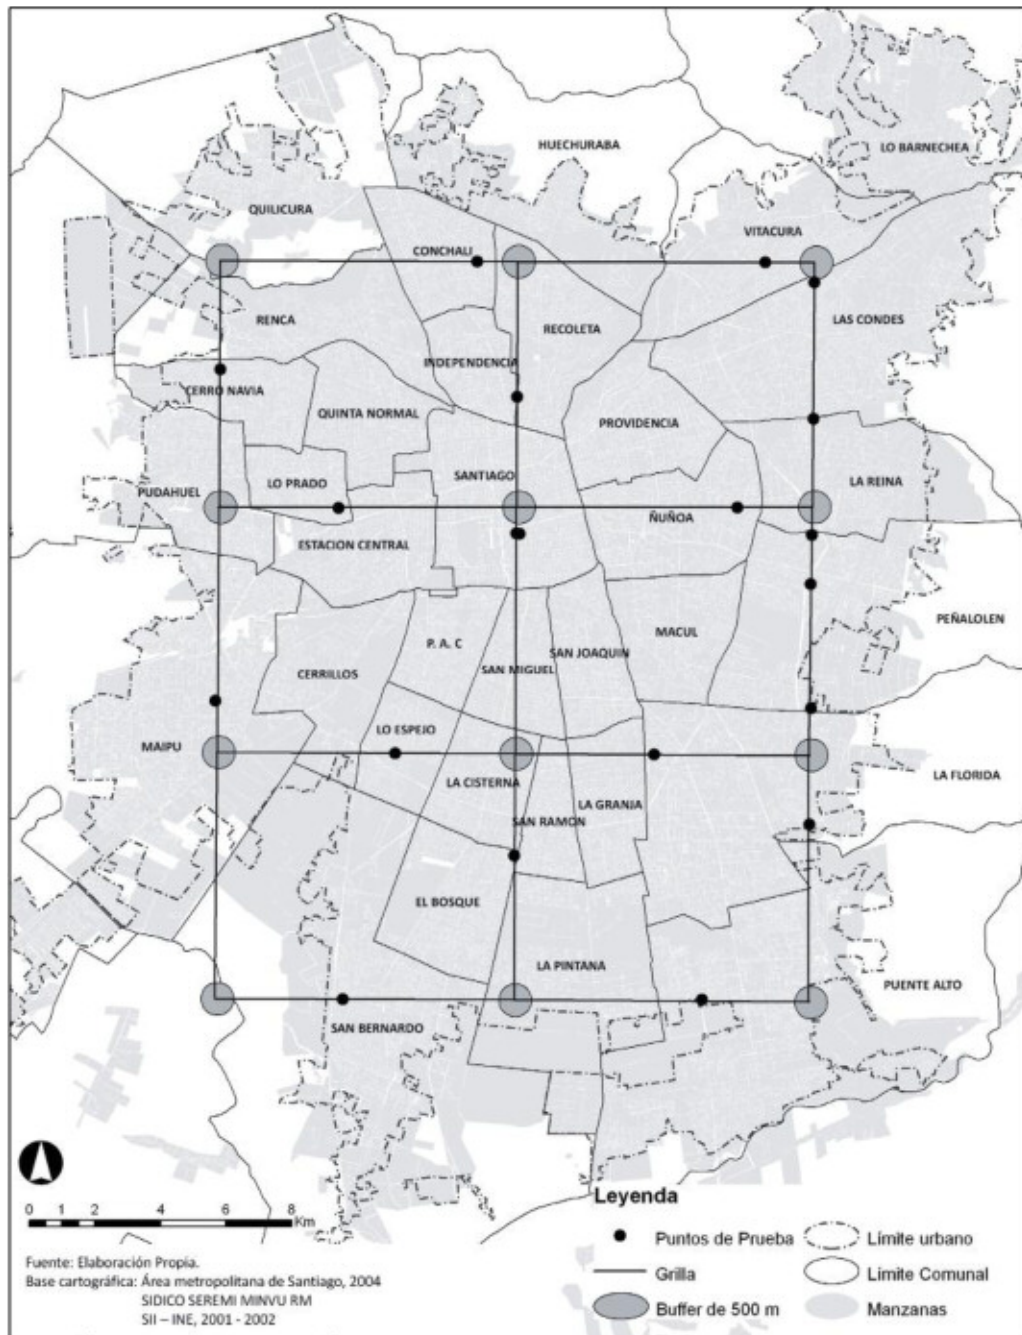 HUECHURABA
LO BARNECHEA
QUILICURA
VITACURA
CONCHALI
RENCA
RECOLETA
LAS CONDES
INDEPENDENCIA
CERRO NAVIA
QUINTA NORMAL
PROVIDENCIA
SANTIAGO
LO PRADO
LA REINA
PUDAHUEL
ÑUÑOA
ESTACION CENTRAL
PEÑALOLEN
MACUL
P. A. C
SAN JOAQUIN
SAN MIGUEL
CERRILLOS
LO ESPEJO
MAIPU
LA FLORIDA
LA CISTERNA
LA GRANJA
SAN RAMON
EL BOSQUE
LA PINTANA
PUENTE ALTO
SAN BERNARDO
0 1 2 4 6 8
Km
Fuente: Elaboración Propia.
Base cartográfica: Área metropolitana de Santiago, 2004
SIDICO SEREMI MINVU RM
SII – INE, 2001 - 2002
Leyenda
Puntos de Prueba
Límite urbano
Grilla
Límite Comunal
Buffer de 500 m
Manzanas